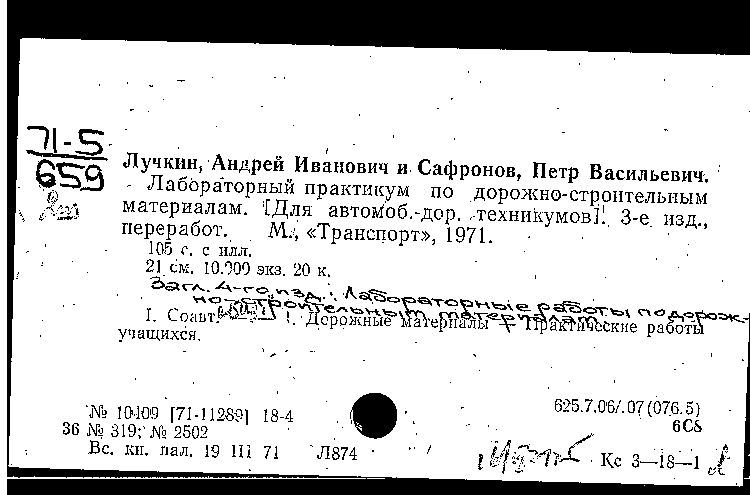 71-5
659
Лучкин, Андрей Иванович и Сафронов, Петр Васильевич.
Лабораторный практикум по дорожно-строительным
материалам. [Для автомоб.-дор. техникумов]. 3-е изд.,
переработ. М., «Транспорт», 1971.
105 с. с илл.
21 см. 10.000 экз. 20 к.
Загл. 4-го изд.: Лабораторные работы по дорож-
но-строительным материалам
I. Соавт. 1. Дорожные материалы — Практические работы
учащихся.
№ 10409 [71-11289] 18-4
625.7.06/.07(076.5)
36 № 319; № 2502
6С8
Вс. кн. пал. 19 III 71 Л874
Кс 3—18—1